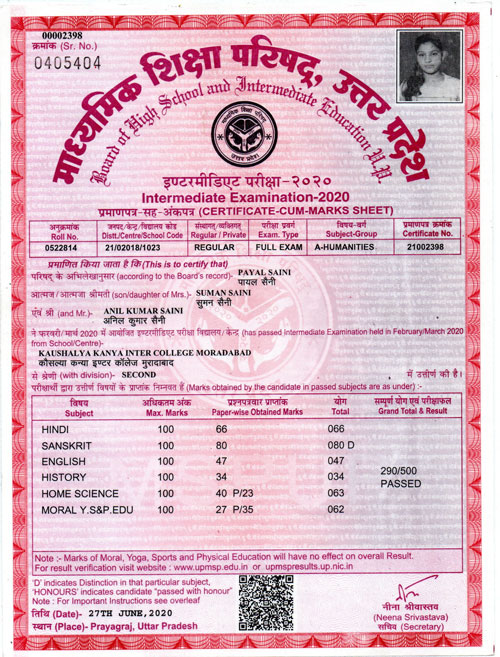 00002398
क्रमांक (Sr. No.)
0405404
माध्यमिक शिक्षा परिषद्, उत्तर प्रदेश
Board of High School and Intermediate Education U.P.
इण्टरमीडिएट परीक्षा-२०२०
Intermediate Examination-2020
प्रमाणपत्र-सह-अंकपत्र (CERTIFICATE-CUM-MARKS SHEET)
अनुक्रमांक जनपद/केन्द्र/विद्यालय कोड संस्थागत/व्यक्तिगत परीक्षा प्रवर्ग विषय-वर्ग प्रमाणपत्र क्रमांक
Roll No. Distt./Centre/School Code Regular / Private Exam. Type Subject-Group Certificate No.
0522814 21/02018/1023 REGULAR FULL EXAM A-HUMANITIES 21002398
प्रमाणित किया जाता है कि (This is to certify that)
परिषद के अभिलेखानुसार (according to the Board's record)- PAYAL SAINI
पायल सैनी
आत्मज/आत्मजा श्रीमती (son/daughter of Mrs.)- SUMAN SAINI
सुमन सैनी
एवं श्री (and Mr.)- ANIL KUMAR SAINI
अनिल कुमार सैनी
ने फरवरी/मार्च 2020 में आयोजित इण्टरमीडिएट परीक्षा विद्यालय/केन्द्र (has passed Intermediate Examination held in February/March 2020
from School/Centre)-
KAUSHALYA KANYA INTER COLLEGE MORADABAD
कौसल्या कन्या इण्टर कॉलेज मुरादाबाद
से श्रेणी (with division)- SECOND में उत्तीर्ण की है।
परीक्षार्थी द्वारा उत्तीर्ण विषयों के प्राप्तांक निम्नवत हैं (Marks obtained by the candidate in passed subjects are as under) :-
विषय अधिकतम अंक प्रश्नपत्रवार प्राप्तांक योग सम्पूर्ण योग एवं परीक्षाफल
Subject Max. Marks Paper-wise Obtained Marks Total Grand Total & Result
HINDI 100 66 066
SANSKRIT 100 80 080 D
ENGLISH 100 47 047
290/500
HISTORY 100 34 034
PASSED
HOME SCIENCE 100 40 P/23 063
MORAL Y.S&P.EDU 100 27 P/35 062
Note :- Marks of Moral, Yoga, Sports and Physical Education will have no effect on overall Result.
For result verification visit website : www.upmsp.edu.in or upmspresults.up.nic.in
'D' indicates Distinction in that particular subject,
'HONOURS' indicates candidate "passed with honour"
Note : For Important Instructions see overleaf
तिथि (Date)- 27TH JUNE, 2020
स्थान (Place)- Prayagraj, Uttar Pradesh
नीना श्रीवास्तव
(Neena Srivastava)
सचिव (Secretary)